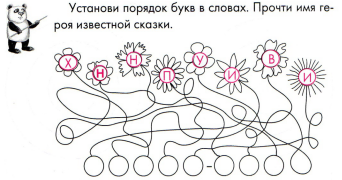 Установи порядок букв в словах. Прочти имя ге-
роя известной сказки.
Х Н Н П У И В И
-